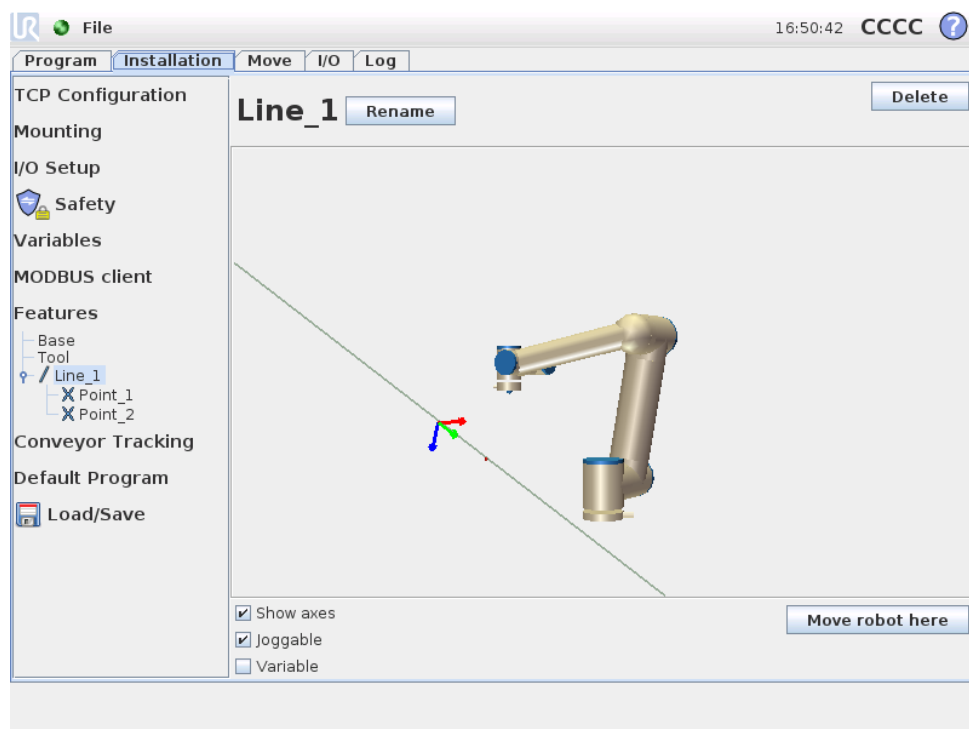 UR File 16:50:42 CCCC ?
Program Installation Move I/O Log
TCP Configuration
Mounting
I/O Setup
Safety
Variables
MODBUS client
Features
Base
Tool
Line_1
Point_1
Point_2
Conveyor Tracking
Default Program
Load/Save
Line_1 Rename Delete
Show axes
Joggable
Variable
Move robot here